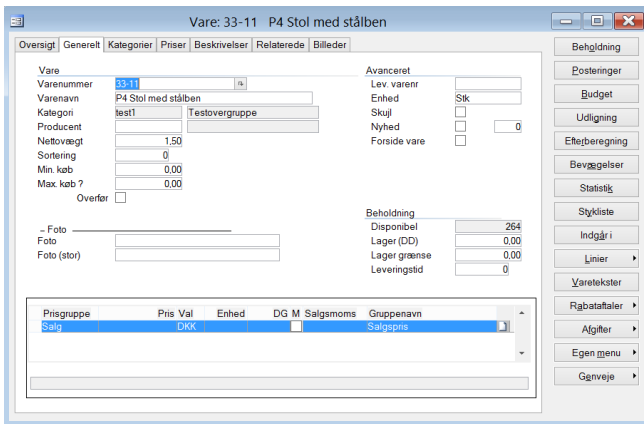 Vare: 33-11 P4 Stol med stålben
Oversigt Generelt Kategorier Priser Beskrivelser Relaterede Billeder
Vare
Varenummer 33-11
Varenavn P4 Stol med stålben
Kategori test1 Testovergruppe
Producent
Nettovægt 1,50
Sortering 0
Min. køb 0,00
Max. køb ? 0,00
Overfør
Foto
Foto
Foto (stor)
Avanceret
Lev. varenr
Enhed Stk
Skujl
Nyhed 0
Forside vare
Beholdning
Disponibel 264
Lager (DD) 0,00
Lager grænse 0,00
Leveringstid 0
Prisgruppe Pris Val Enhed DG M Salgsmoms Gruppenavn
Salg DKK Salgspris
Beholdning
Posteringer
Budget
Udligning
Efterberegning
Bevægelser
Statistik
Stykliste
Indgår i
Linier
Varetekster
Rabataftaler
Afgifter
Egen menu
Genveje